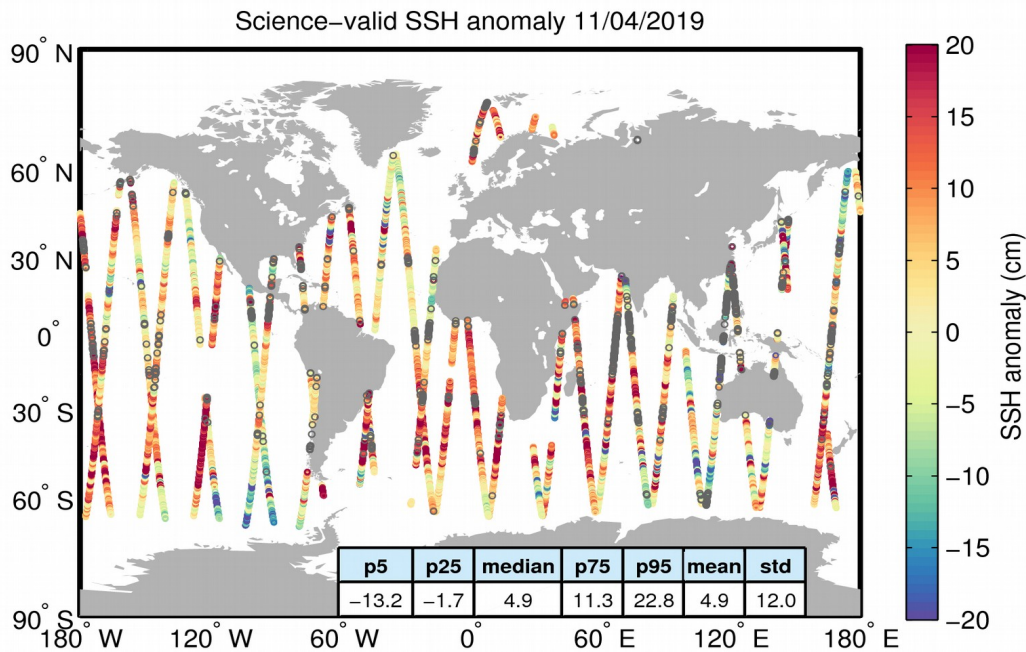 Science−valid SSH anomaly 11/04/2019
90° N
60° N
30° N
0°
30° S
60° S
90° S
180° W
120° W
60° W
0°
60° E
120° E
180° E
p5 p25 median p75 p95 mean std
−13.2 −1.7 4.9 11.3 22.8 4.9 12.0
20
15
10
5
0
−5
−10
−15
−20
SSH anomaly (cm)